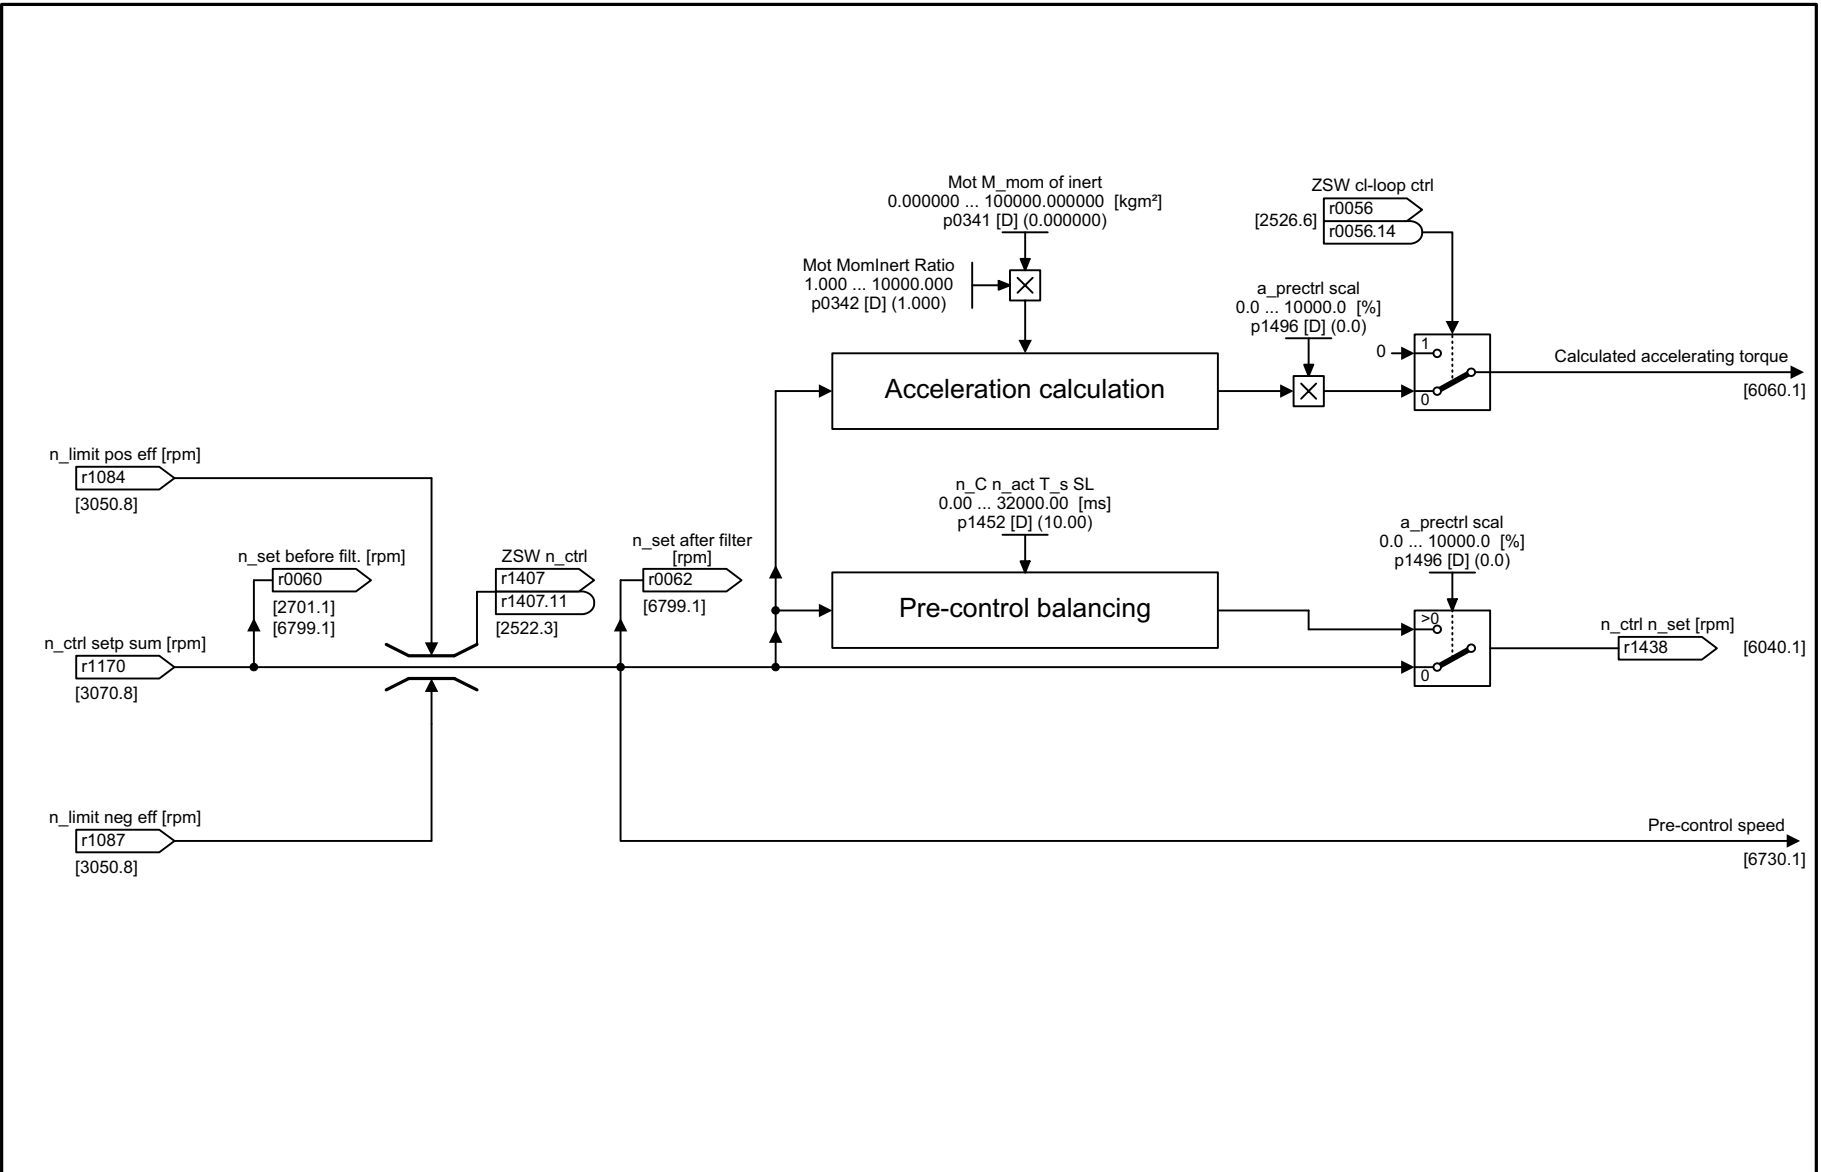 Mot M_mom of inert
0.000000 ... 100000.000000 [kgm²]
p0341 [D] (0.000000)
ZSW cl-loop ctrl
r0056
[2526.6]
r0056.14
Mot MomInert Ratio
1.000 ... 10000.000
p0342 [D] (1.000)
a_prectrl scal
0.0 ... 10000.0 [%]
p1496 [D] (0.0)
0
1
0
Acceleration calculation
Calculated accelerating torque
[6060.1]
n_limit pos eff [rpm]
r1084
[3050.8]
n_C n_act T_s SL
0.00 ... 32000.00 [ms]
p1452 [D] (10.00)
a_prectrl scal
0.0 ... 10000.0 [%]
p1496 [D] (0.0)
n_set before filt. [rpm]
r0060
[2701.1]
[6799.1]
ZSW n_ctrl
r1407
r1407.11
[2522.3]
n_set after filter
[rpm]
r0062
[6799.1]
Pre-control balancing
>0
0
n_ctrl n_set [rpm]
r1438
[6040.1]
n_ctrl setp sum [rpm]
r1170
[3070.8]
n_limit neg eff [rpm]
r1087
[3050.8]
Pre-control speed
[6730.1]